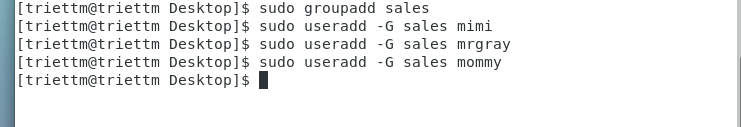 [triettm@triettm Desktop]$ sudo groupadd sales
[triettm@triettm Desktop]$ sudo useradd -G sales mimi
[triettm@triettm Desktop]$ sudo useradd -G sales mrgray
[triettm@triettm Desktop]$ sudo useradd -G sales mommy
[triettm@triettm Desktop]$